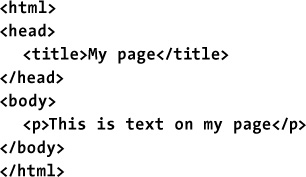 <html>
<head>
  <title>My page</title>
</head>
<body>
  <p>This is text on my page</p>
</body>
</html>